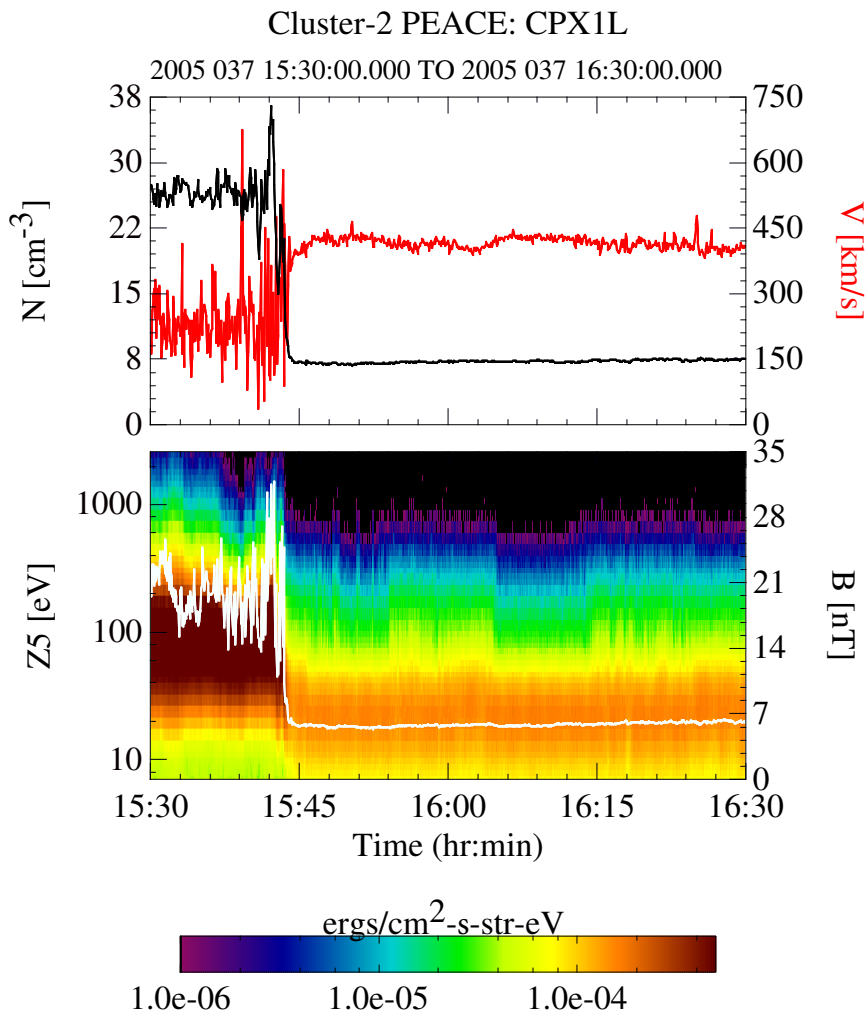 Cluster-2 PEACE: CPX1L
2005 037 15:30:00.000 TO 2005 037 16:30:00.000
38
30
22
15
8
0
N [cm-3]
750
600
450
300
150
0
V [km/s]
1000
100
10
Z5 [eV]
35
28
21
14
7
0
B [nT]
15:30 15:45 16:00 16:15 16:30
Time (hr:min)
ergs/cm2-s-str-eV
1.0e-06 1.0e-05 1.0e-04